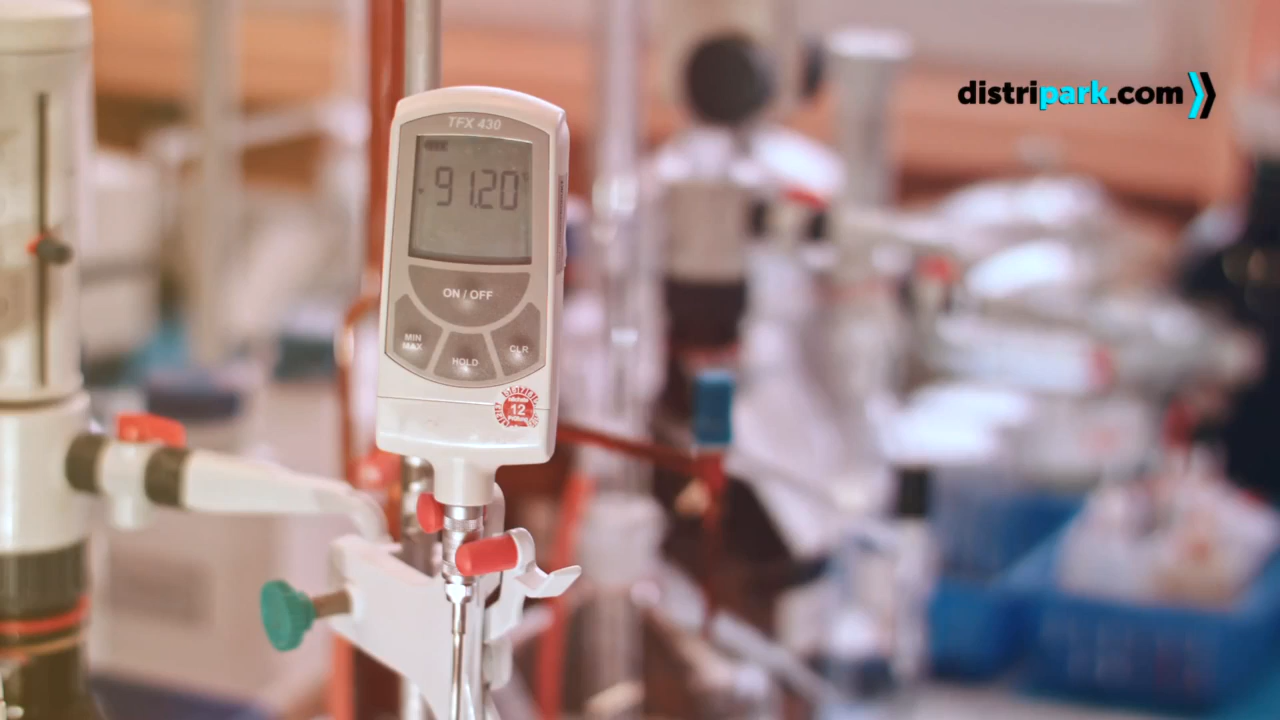 distripark.com
TFX 430
91.20
ON / OFF
MIN
MAX
HOLD
CLR
12